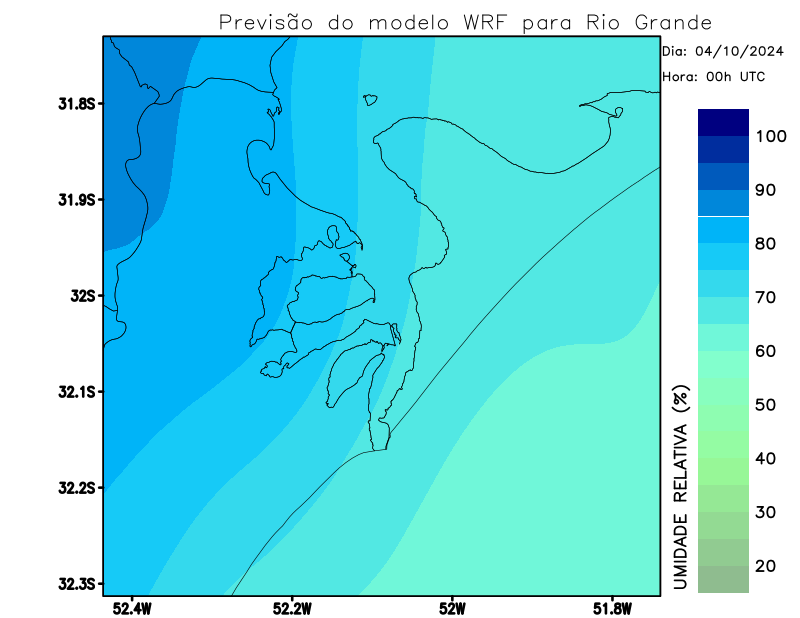 Previsão do modelo WRF para Rio Grande
Dia: 04/10/2024
Hora: 00h UTC
31.8S
31.9S
32S
32.1S
32.2S
32.3S
52.4W
52.2W
52W
51.8W
100
90
80
70
60
50
40
30
20
UMIDADE RELATIVA (%)